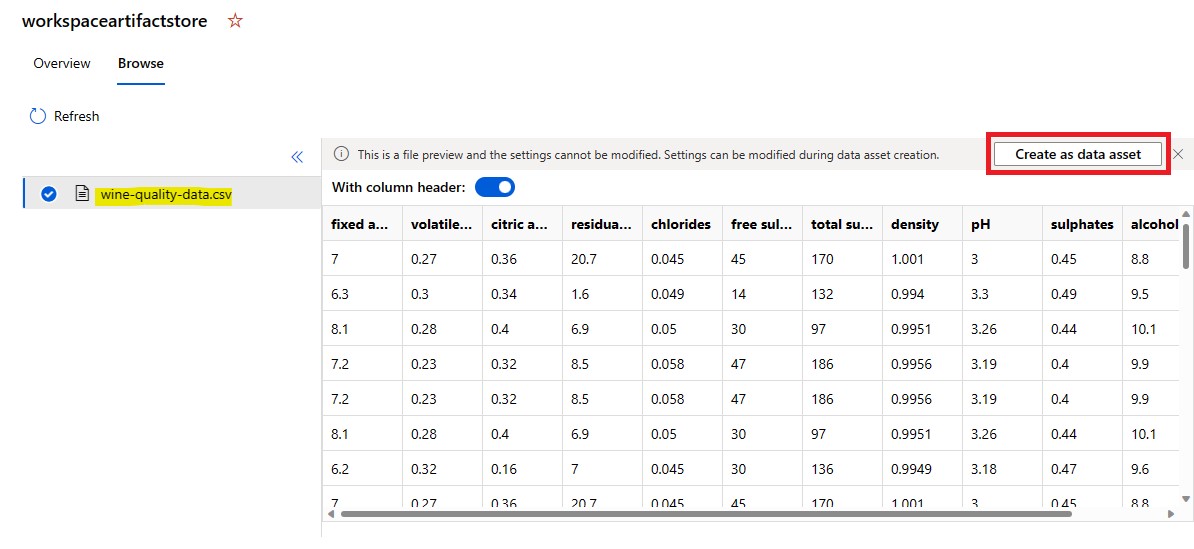 workspaceartifactstore
Overview Browse
Refresh
This is a file preview and the settings cannot be modified. Settings can be modified during data asset creation. Create as data asset
With column header:
wine-quality-data.csv
fixed a... volatile... citric a... residua... chlorides free sul... total su... density pH sulphates alcohol
7 0.27 0.36 20.7 0.045 45 170 1.001 3 0.45 8.8
6.3 0.3 0.34 1.6 0.049 14 132 0.994 3.3 0.49 9.5
8.1 0.28 0.4 6.9 0.05 30 97 0.9951 3.26 0.44 10.1
7.2 0.23 0.32 8.5 0.058 47 186 0.9956 3.19 0.4 9.9
7.2 0.23 0.32 8.5 0.058 47 186 0.9956 3.19 0.4 9.9
8.1 0.28 0.4 6.9 0.05 30 97 0.9951 3.26 0.44 10.1
6.2 0.32 0.16 7 0.045 30 136 0.9949 3.18 0.47 9.6
7 0.27 0.36 20.7 0.045 45 170 1.001 3 0.45 8.8